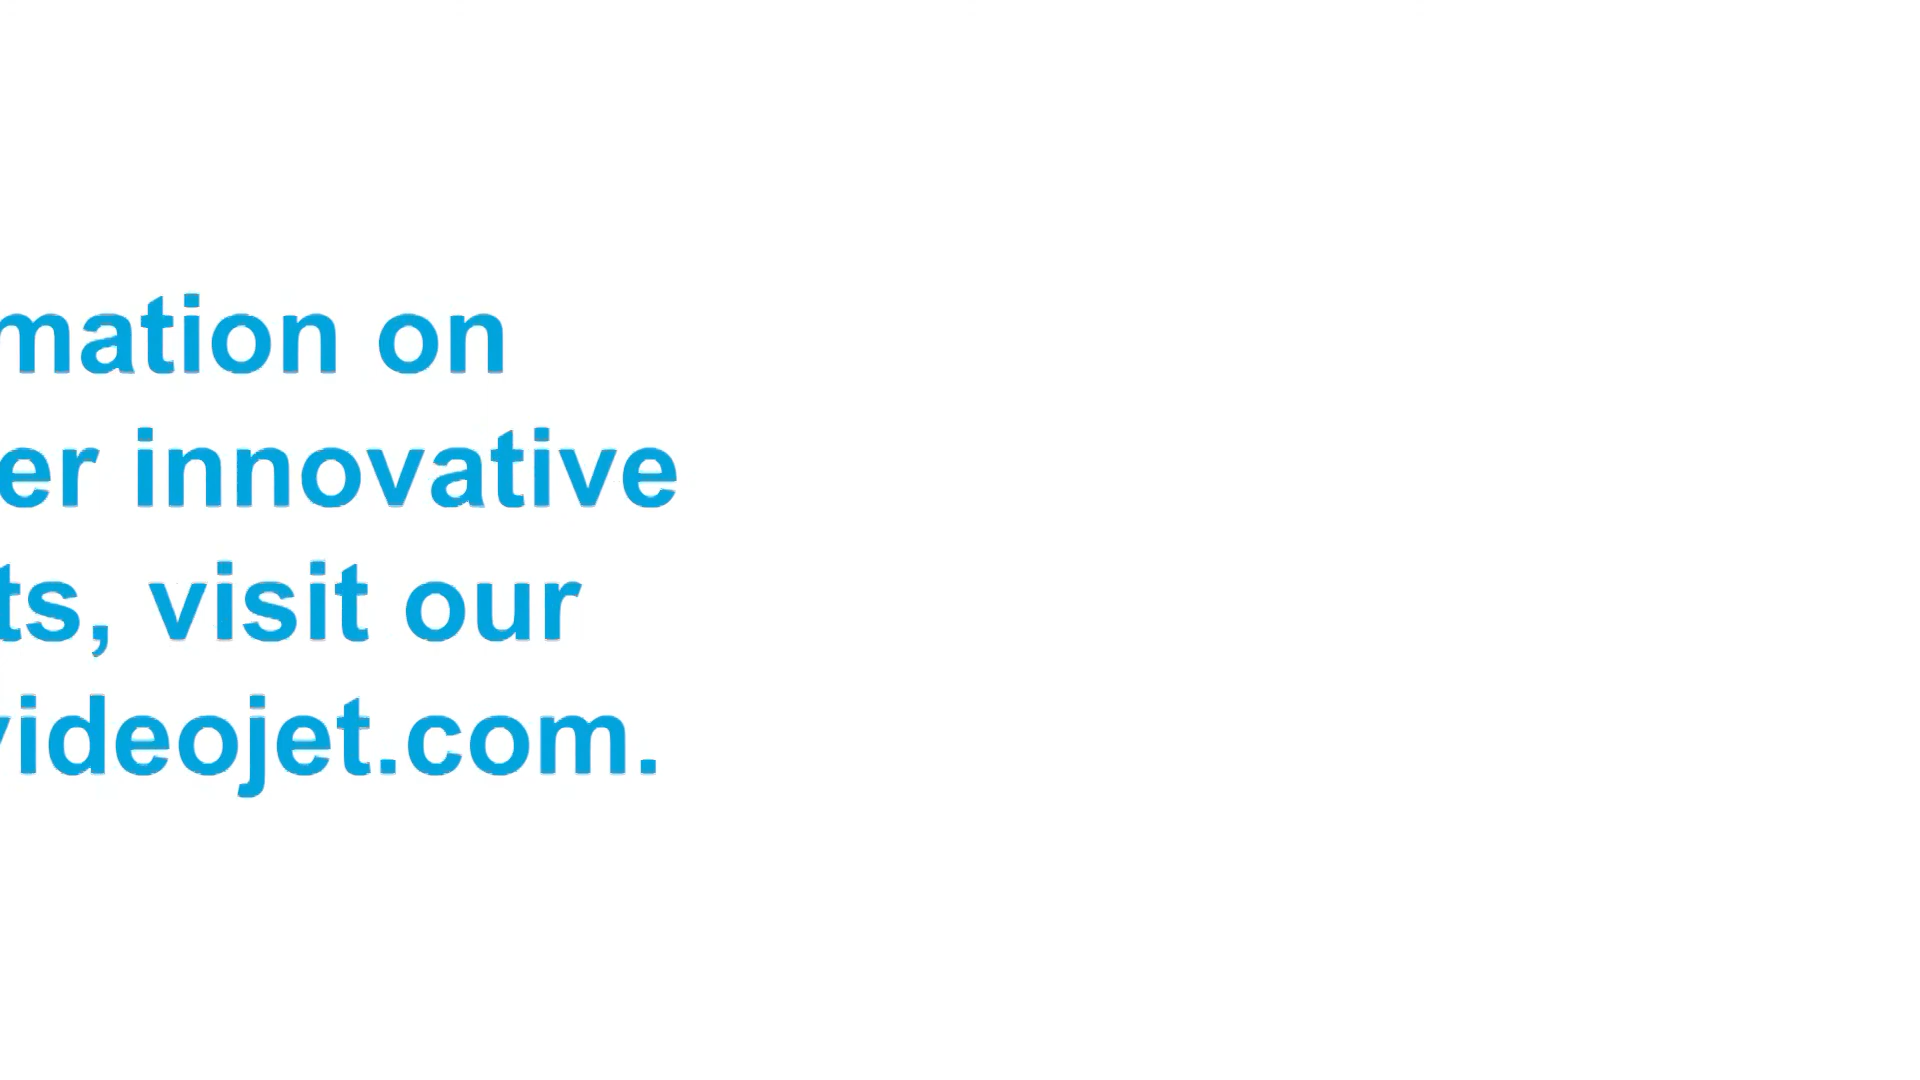 mation on
er innovative
ts, visit our
videojet.com.